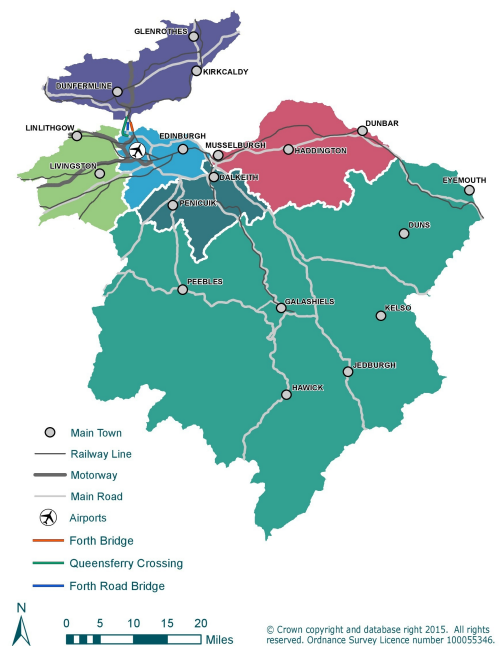 GLENROTHES
KIRKCALDY
DUNFERMLINE
LINLITHGOW
EDINBURGH
DUNBAR
MUSSELBURGH
HADDINGTON
LIVINGSTON
DALKEITH
EYEMOUTH
PENICUIK
DUNS
PEEBLES
GALASHIELS
KELSO
JEDBURGH
HAWICK
Main Town
Railway Line
Motorway
Main Road
Airports
Forth Bridge
Queensferry Crossing
Forth Road Bridge
N
0 5 10 15 20
Miles
© Crown copyright and database right 2015. All rights
reserved. Ordnance Survey Licence number 100055346.